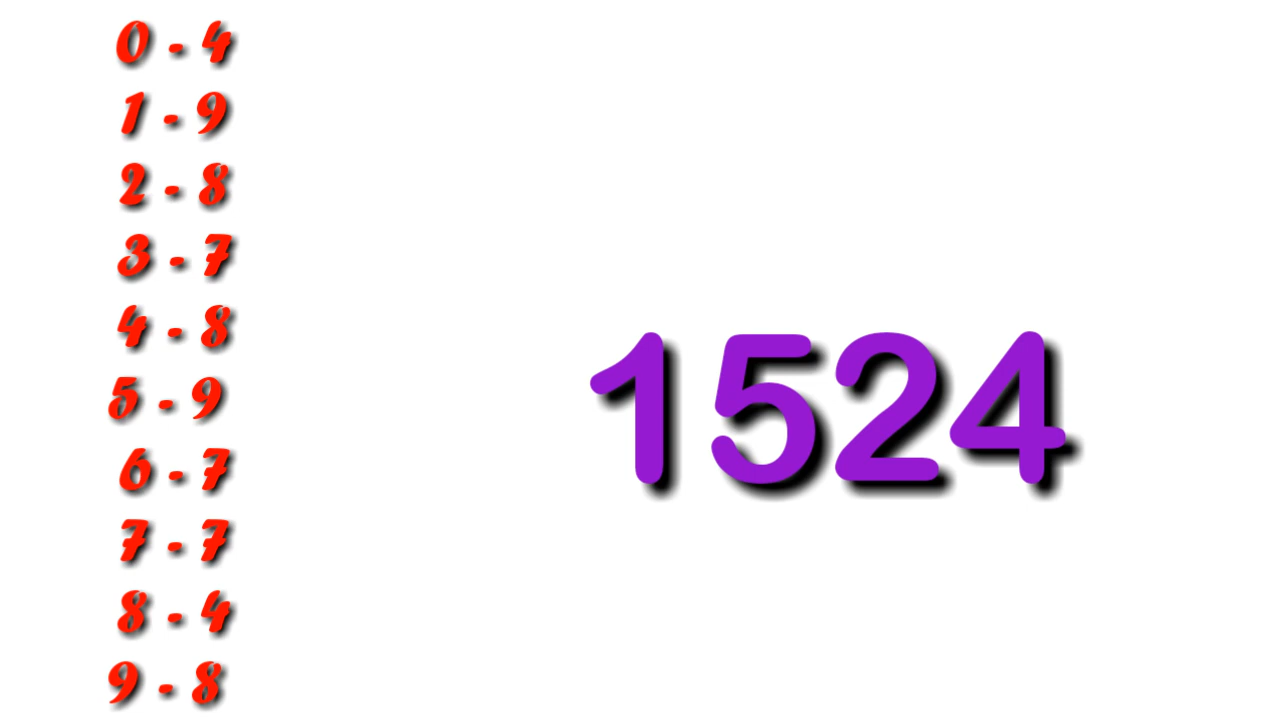 0 - 4
1 - 9
2 - 8
3 - 7
4 - 8
5 - 9
6 - 7
7 - 7
8 - 4
9 - 8
1524